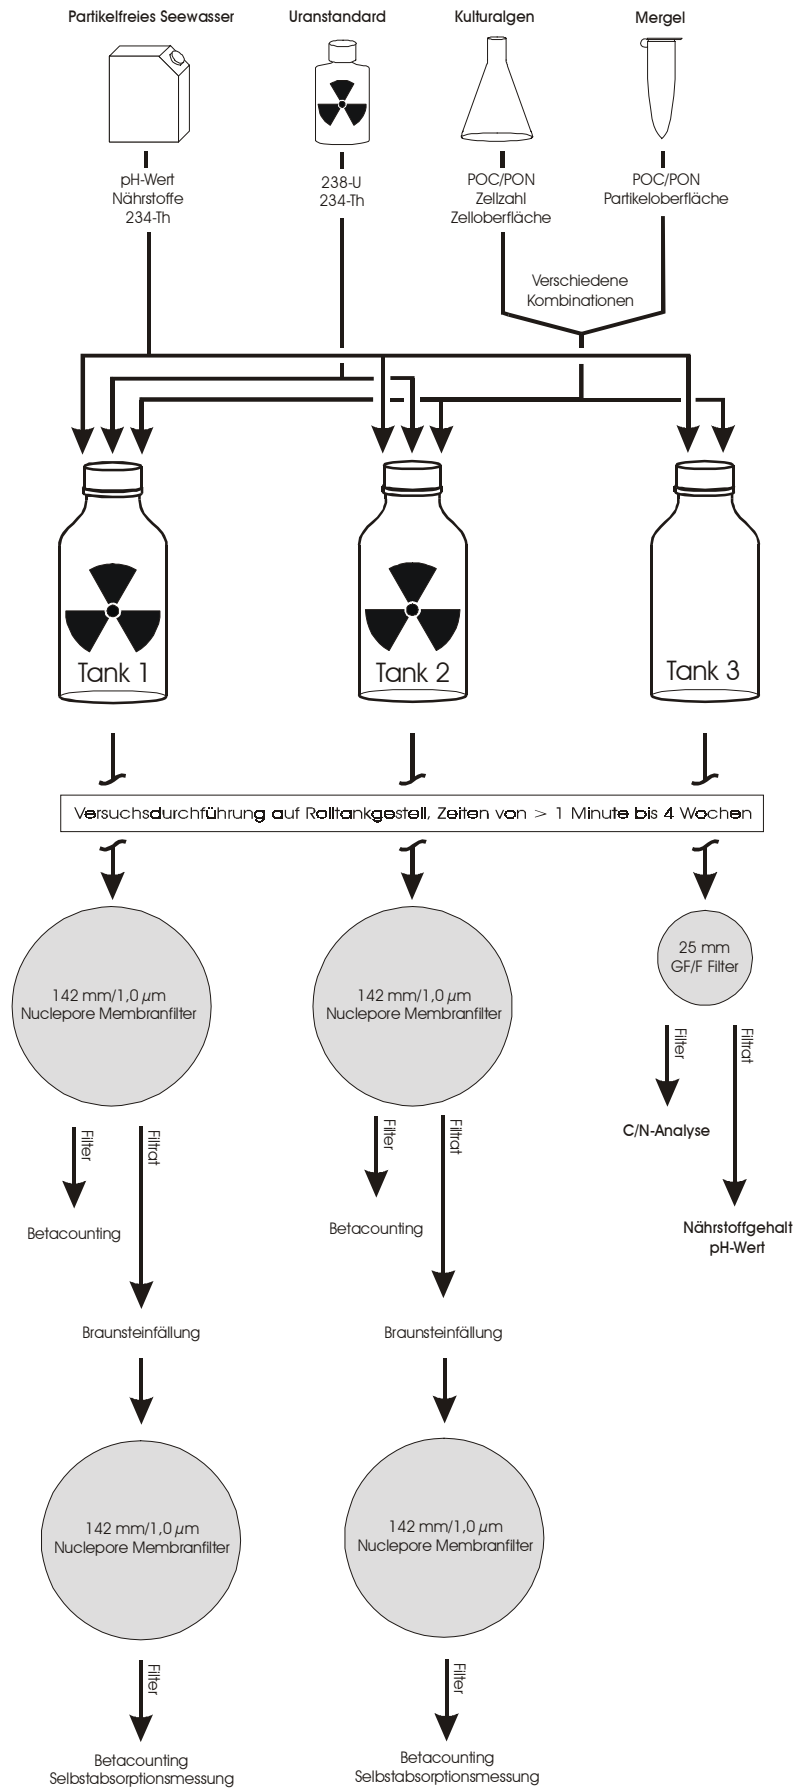 Partikelfreies Seewasser
Uranstandard
Kulturalgen
Mergel
pH-Wert
Nährstoffe
234-Th
238-U
234-Th
POC/PON
Zellzahl
Zelloberfläche
POC/PON
Partikeloberfläche
Verschiedene
Kombinationen
Tank 1
Tank 2
Tank 3
Versuchsdurchführung auf Rolltankgestell, Zeiten von > 1 Minute bis 4 Wochen
142 mm/1,0 µm
Nuclepore Membranfilter
142 mm/1,0 µm
Nuclepore Membranfilter
25 mm
GF/F Filter
Filter
Filtrat
Filter
Filtrat
Filter
Filtrat
C/N-Analyse
Nährstoffgehalt
pH-Wert
Betacounting
Betacounting
Braunsteinfällung
Braunsteinfällung
142 mm/1,0 µm
Nuclepore Membranfilter
142 mm/1,0 µm
Nuclepore Membranfilter
Filter
Filter
Betacounting
Selbstabsorptionsmessung
Betacounting
Selbstabsorptionsmessung